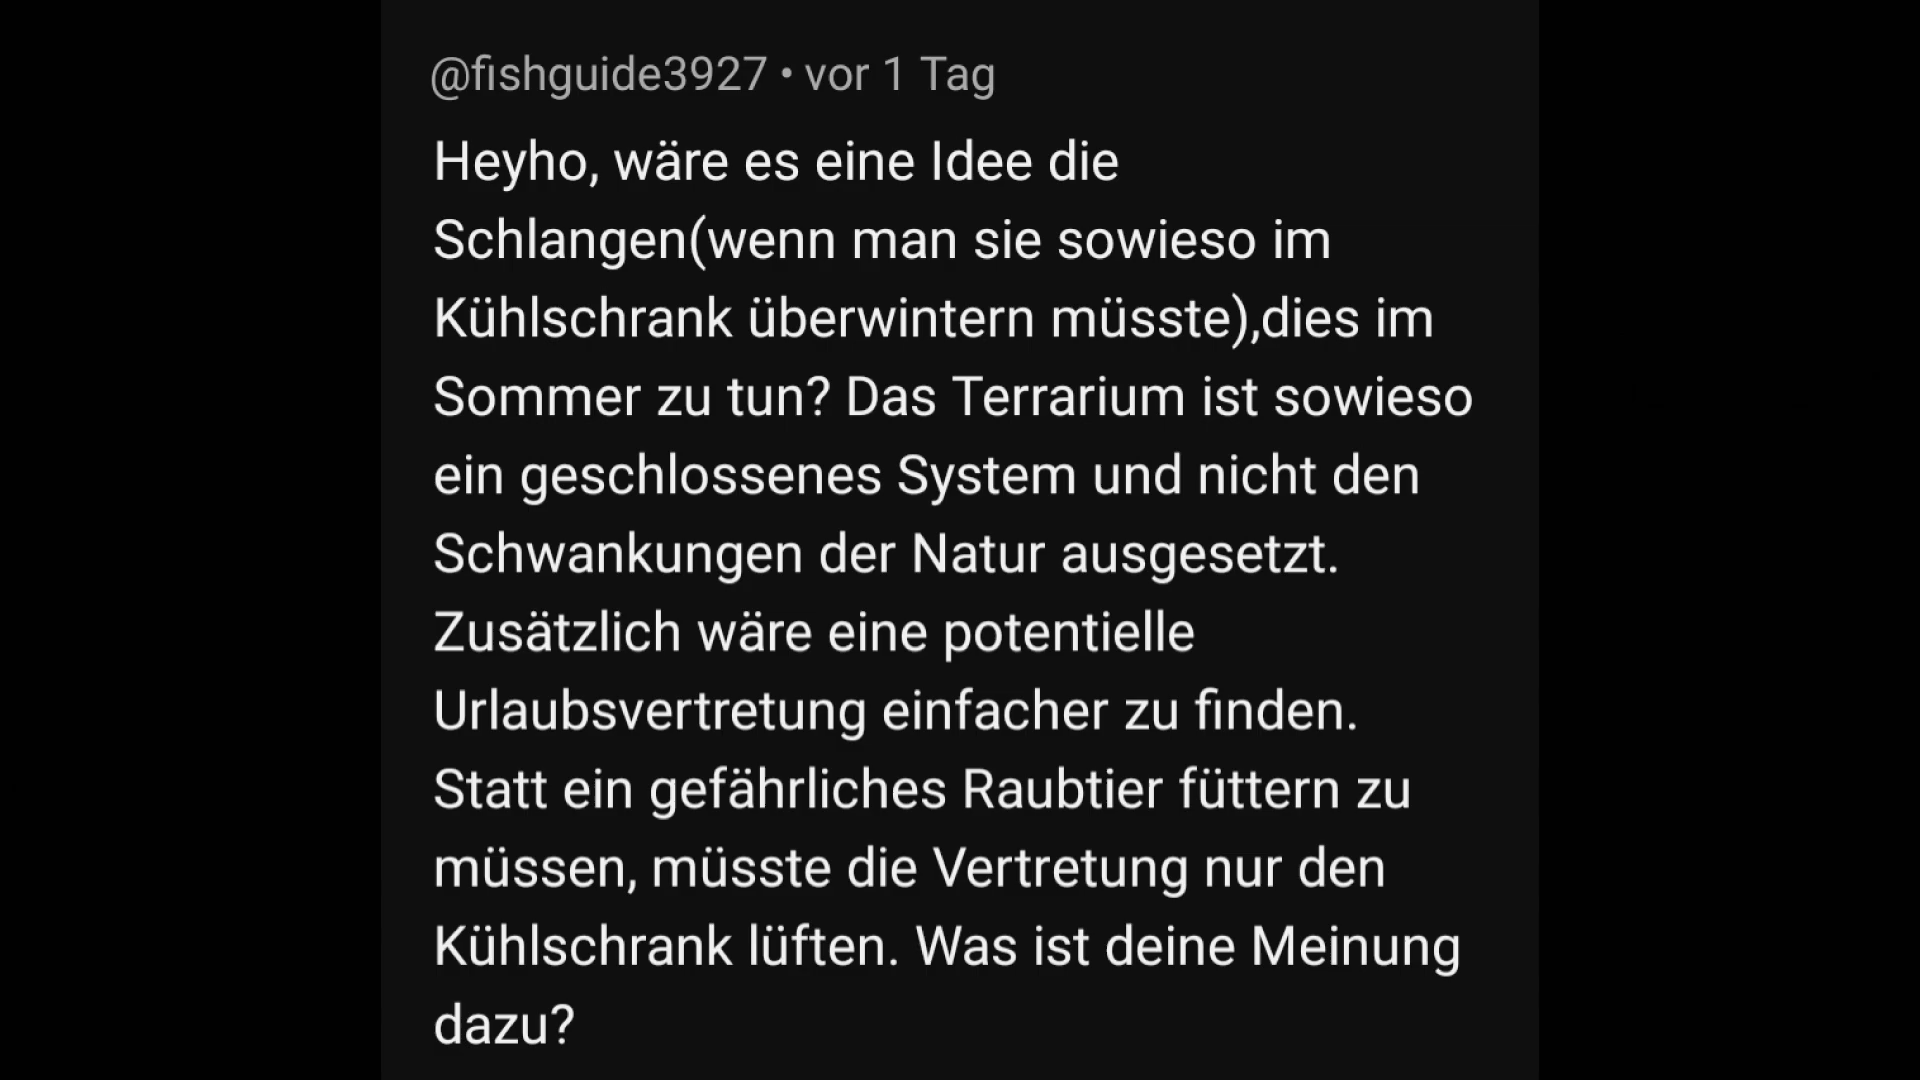 @fishguide3927 • vor 1 Tag
Heyho, wäre es eine Idee die
Schlangen(wenn man sie sowieso im
Kühlschrank überwintern müsste),dies im
Sommer zu tun? Das Terrarium ist sowieso
ein geschlossenes System und nicht den
Schwankungen der Natur ausgesetzt.
Zusätzlich wäre eine potentielle
Urlaubsvertretung einfacher zu finden.
Statt ein gefährliches Raubtier füttern zu
müssen, müsste die Vertretung nur den
Kühlschrank lüften. Was ist deine Meinung
dazu?